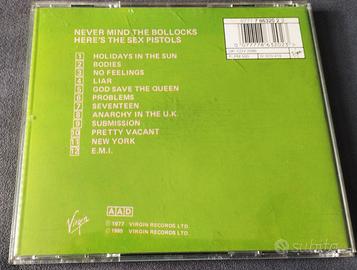 NEVER MIND THE BOLLOCKS
HERE'S THE SEX PISTOLS
1 HOLIDAYS IN THE SUN
2 BODIES
3 NO FEELINGS
4 LIAR
5 GOD SAVE THE QUEEN
6 PROBLEMS
7 SEVENTEEN
8 ANARCHY IN THE U.K.
9 SUBMISSION
10 PRETTY VACANT
11 NEW YORK
12 E.M.I.
Virgin
AAD
℗ 1977 VIRGIN RECORDS LTD.
© 1985 VIRGIN RECORDS LTD.
subito